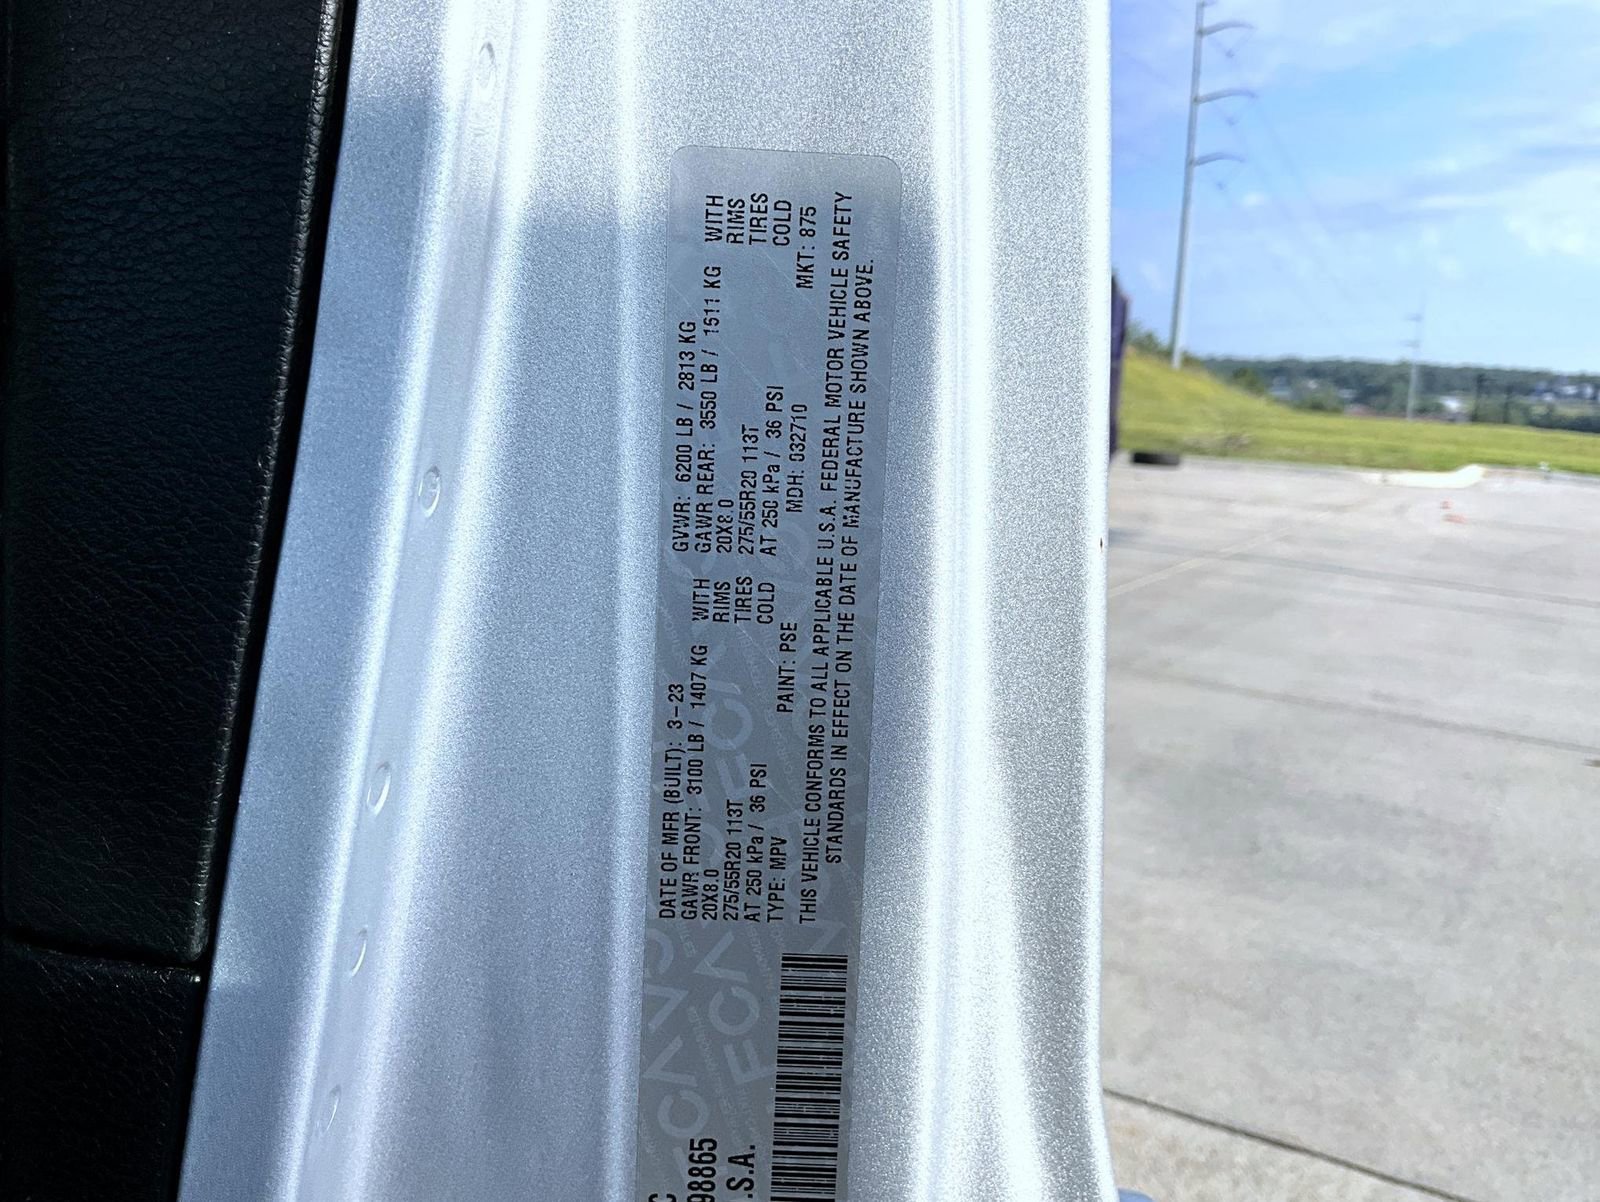 DATE OF MFR (BUILT): 3-23 GVWR: 6200 LB / 2813 KG
GAWR FRONT: 3100 LB / 1407 KG WITH GAWR REAR: 3550 LB / 1511 KG WITH
20X8.0 RIMS 20X8.0 RIMS
275/55R20 113T TIRES 275/55R20 113T TIRES
AT 250 kPa / 36 PSI COLD AT 250 kPa / 36 PSI COLD
TYPE: MPV PAINT: PSE MDH: 032710 MKT: 875
THIS VEHICLE CONFORMS TO ALL APPLICABLE U.S.A. FEDERAL MOTOR VEHICLE SAFETY
STANDARDS IN EFFECT ON THE DATE OF MANUFACTURE SHOWN ABOVE.
C
98865
.S.A.